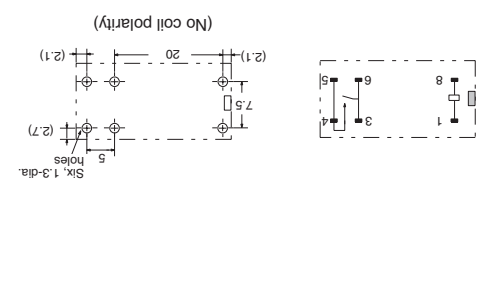 Six, 1.3-dia.
holes
5
(2.7)
7.5
(2.1) 20 (2.1)
(No coil polarity)
1 3 4
8 6 5